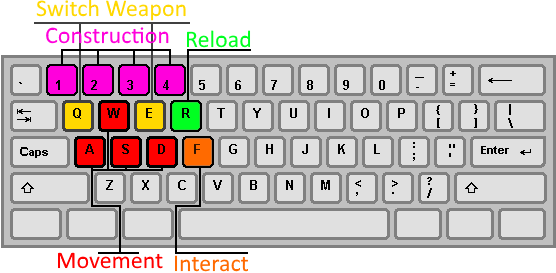 Switch Weapon
Construction Reload
` 1 2 3 4 5 6 7 8 9 0 — - + =
Q W E R T Y U I O P { [ } ] | \
Caps A S D F G H J K L : ; " ' Enter
Z X C V B N M < , > . ? /
Movement Interact